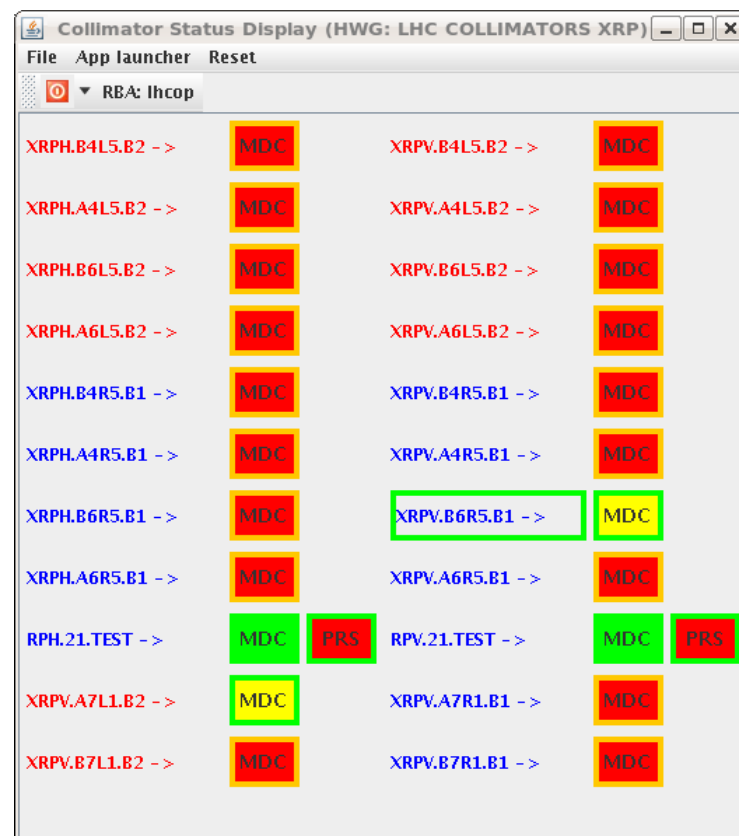 Collimator Status Display (HWG: LHC COLLIMATORS XRP)
File App launcher Reset
RBA: lhcop
XRPH.B4L5.B2 -> MDC XRPV.B4L5.B2 -> MDC
XRPH.A4L5.B2 -> MDC XRPV.A4L5.B2 -> MDC
XRPH.B6L5.B2 -> MDC XRPV.B6L5.B2 -> MDC
XRPH.A6L5.B2 -> MDC XRPV.A6L5.B2 -> MDC
XRPH.B4R5.B1 -> MDC XRPV.B4R5.B1 -> MDC
XRPH.A4R5.B1 -> MDC XRPV.A4R5.B1 -> MDC
XRPH.B6R5.B1 -> MDC XRPV.B6R5.B1 -> MDC
XRPH.A6R5.B1 -> MDC XRPV.A6R5.B1 -> MDC
RPH.21.TEST -> MDC PRS RPV.21.TEST -> MDC PRS
XRPV.A7L1.B2 -> MDC XRPV.A7R1.B1 -> MDC
XRPV.B7L1.B2 -> MDC XRPV.B7R1.B1 -> MDC